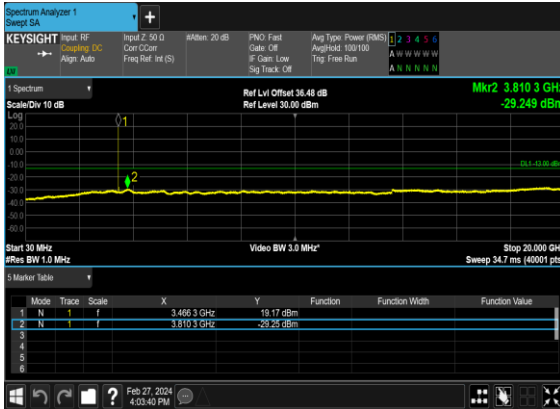 Spectrum Analyzer 1
Swept SA
+
KEYSIGHT Input: RF Input Z: 50 Ω #Atten: 20 dB PNO: Fast Avg Type: Power (RMS) 1 2 3 4 5 6
Coupling: DC Corr CCorr Gate: Off Avg|Hold: 100/100 A W W W W W
Align: Auto Freq Ref: Int (S) IF Gain: Low Trig: Free Run
Sig Track: Off A N N N N N
1 Spectrum Ref Lvl Offset 36.48 dB Mkr2 3.810 3 GHz
Scale/Div 10 dB Ref Level 30.00 dBm -29.249 dBm
Log
20.0
10.0
0.00
-10.0
-20.0
-30.0
-40.0
-50.0
-60.0
1
2
DL1 -13.00 dBm
Start 30 MHz Video BW 3.0 MHz* Stop 20.000 GHz
#Res BW 1.0 MHz Sweep 34.7 ms (40001 pts)
5 Marker Table
Mode Trace Scale X Y Function Function Width Function Value
1 N 1 f 3.466 3 GHz 19.17 dBm
2 N 1 f 3.810 3 GHz -29.25 dBm
3
4
5
6
? Feb 27, 2024
4:03:40 PM